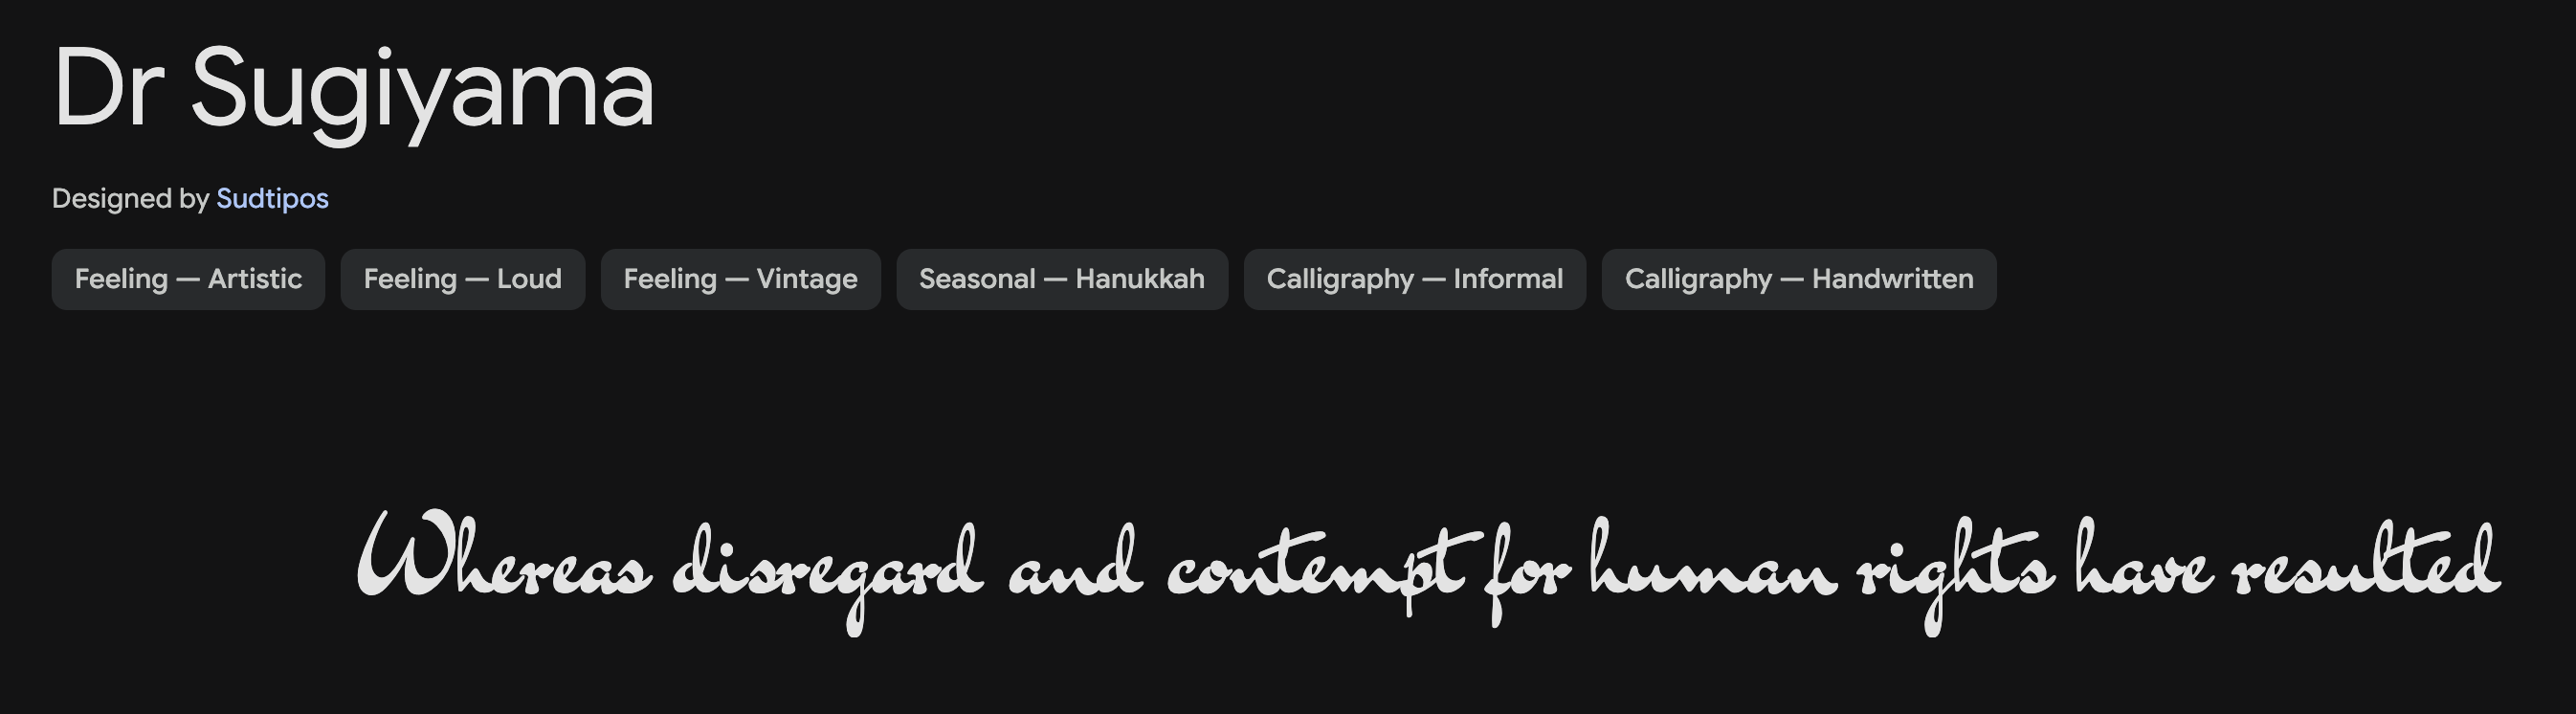 Dr Sugiyama
Designed by Sudtipos
Feeling — Artistic Feeling — Loud Feeling — Vintage Seasonal — Hanukkah Calligraphy — Informal Calligraphy — Handwritten
Whereas disregard and contempt for human rights have resulted